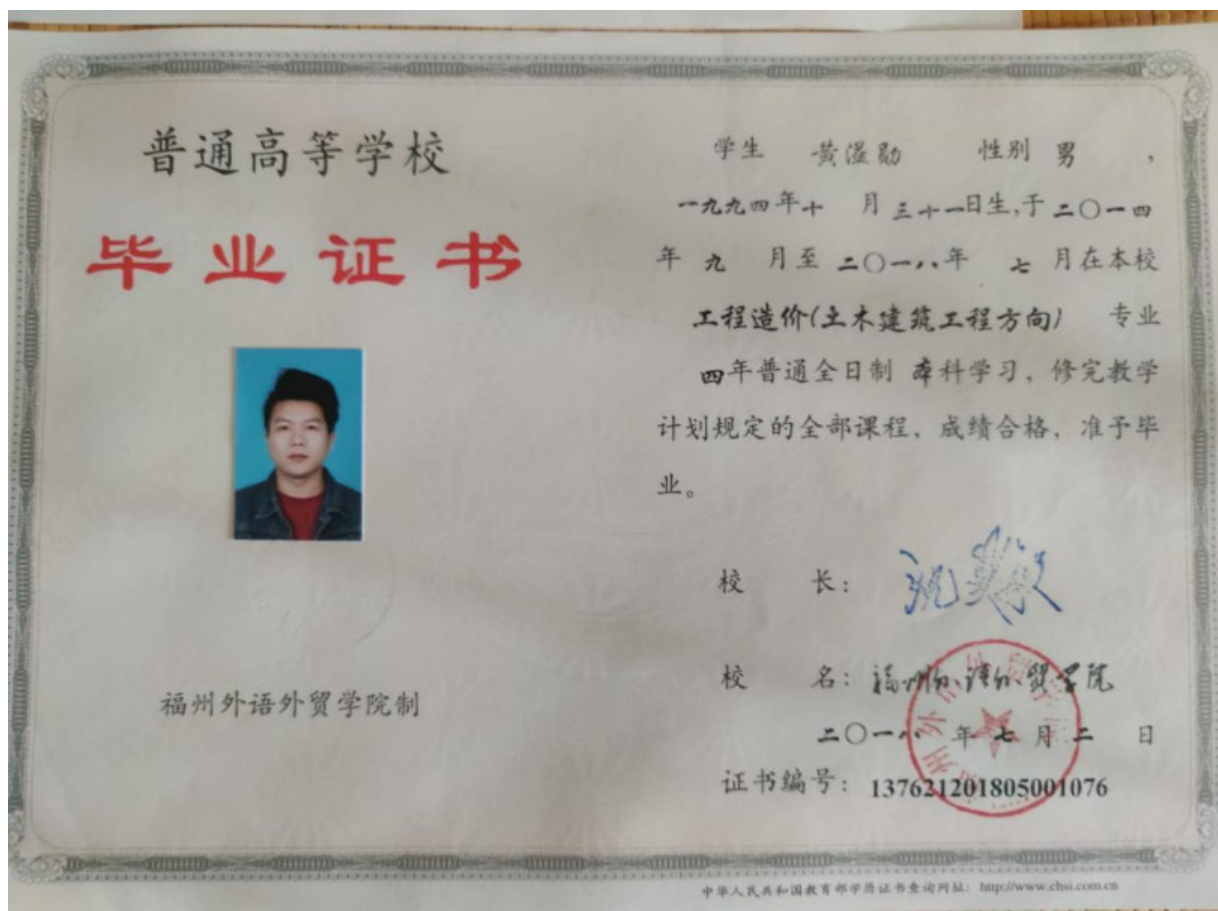 普通高等学校
毕业证书
福州外语外贸学院制
学生 黄溢勋 性别 男 ，
一九九四年十 月三十一日生,于二〇一四
年 九 月至二〇一八年 七 月在本校
工程造价(土木建筑工程方向) 专业
四年普通全日制 本科学习，修完教学
计划规定的全部课程，成绩合格，准予毕
业。
校 长：
校 名：福州外语外贸学院
二〇一八 年 七 月 二 日
证书编号：137621201805001076
中华人民共和国教育部学历证书查询网址：http://www.chsi.com.cn